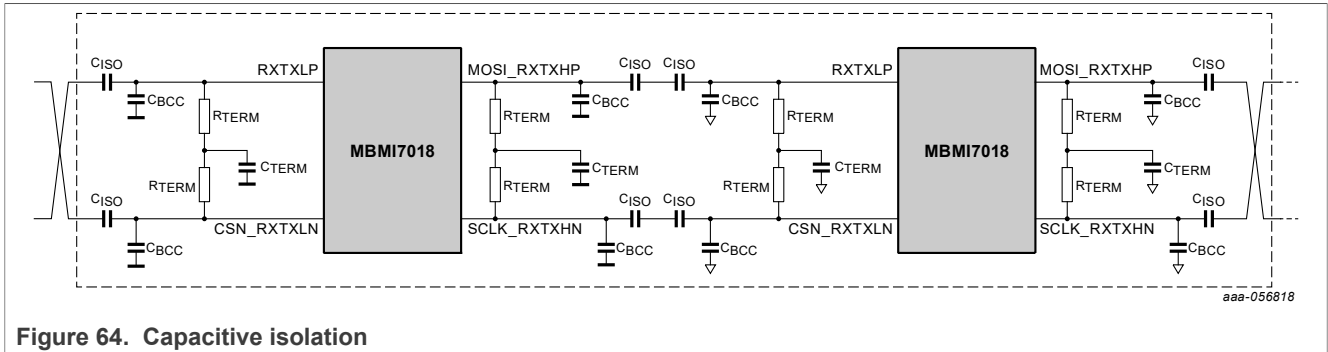 CISO CISO CISO CISO
RXTXLP MOSI_RXTXHP RXTXLP MOSI_RXTXHP
CBCC CBCC CBCC CBCC
RTERM RTERM RTERM RTERM
MBMI7018 MBMI7018
CTERM CTERM CTERM CTERM
RTERM RTERM RTERM RTERM
CISO CISO CISO CISO
CSN_RXTXLN SCLK_RXTXHN CSN_RXTXLN SCLK_RXTXHN
CBCC CBCC CBCC CBCC
aaa-056818
Figure 64. Capacitive isolation